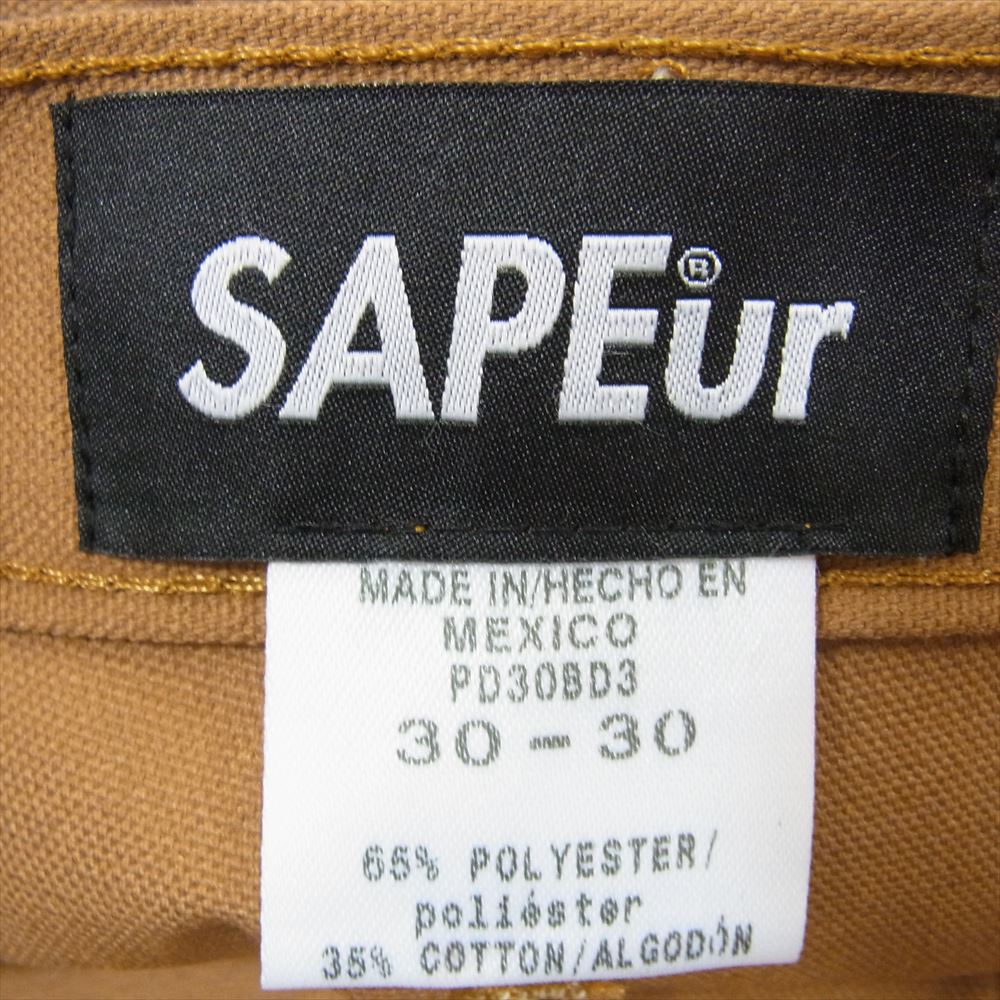 SAPEur®
MADE IN/HECHO EN
MEXICO
PD30BD3
30 - 30
65% POLYESTER/
poliéster
35% COTTON/ALGODÓN